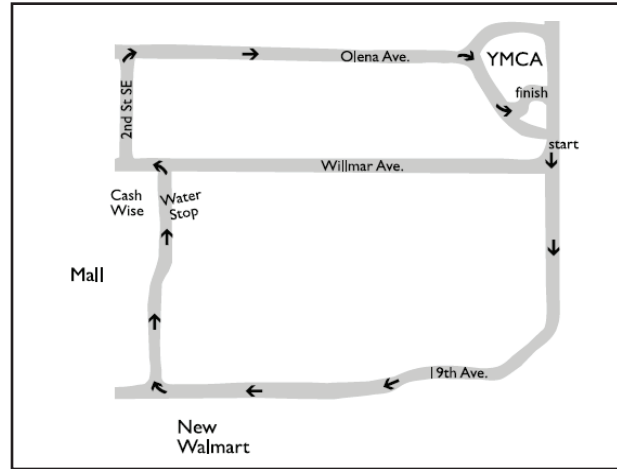 Olena Ave.
YMCA
finish
2nd St SE
start
Willmar Ave.
Cash
Wise
Water
Stop
Mall
19th Ave.
New
Walmart